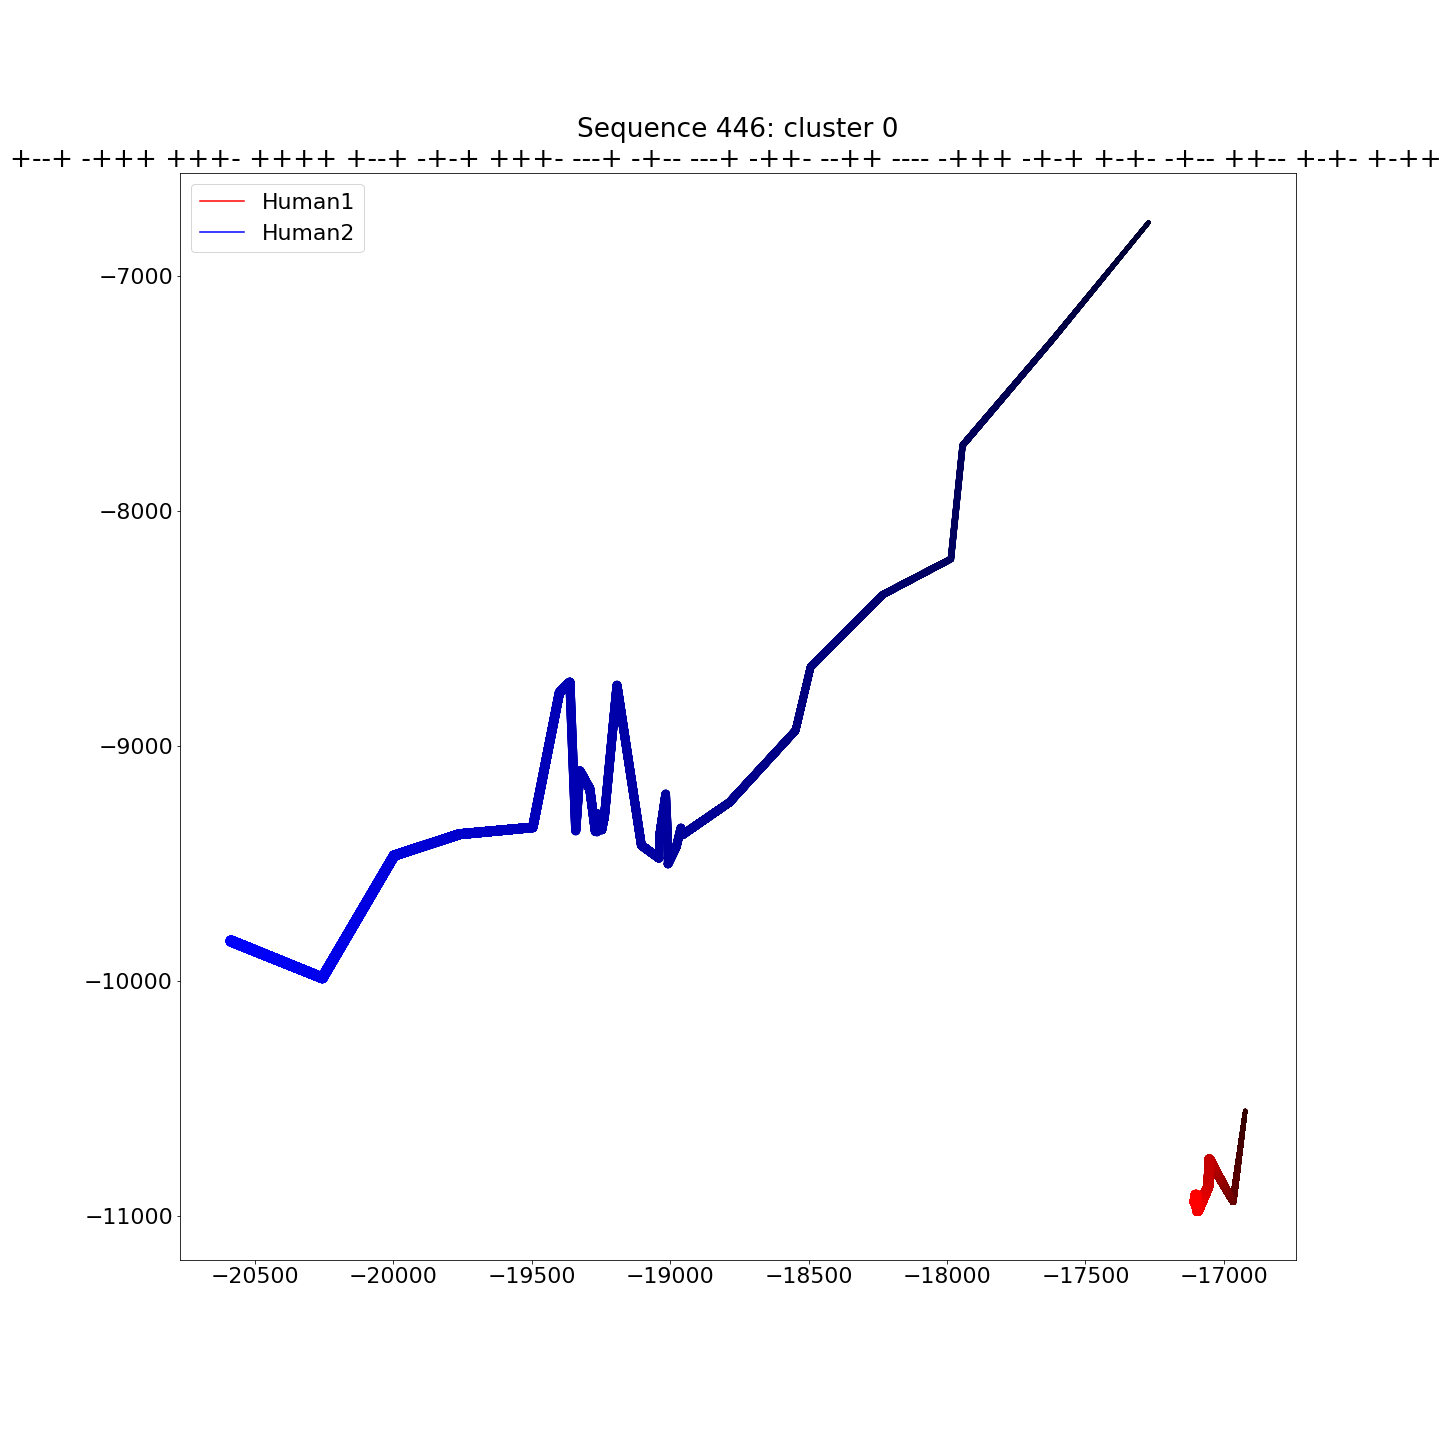 Sequence 446: cluster 0
+--+ -+++ +++- ++++ +--+ -+-+ +++- ---+ -+-- ---+ -++- --++ ---- -+++ -+-+ +-+- -+-- ++-- +-+- +-++
Human1
Human2
−7000
−8000
−9000
−10000
−11000
−20500 −20000 −19500 −19000 −18500 −18000 −17500 −17000